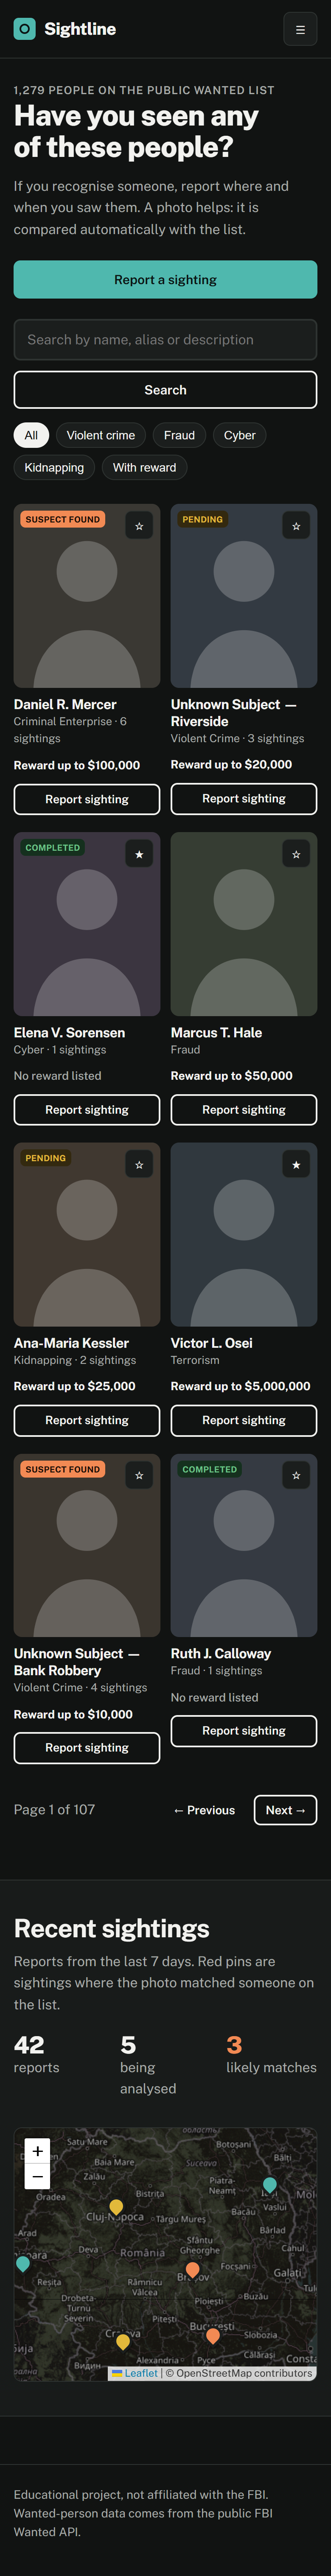 Sightline
1,279 PEOPLE ON THE PUBLIC WANTED LIST
Have you seen any
of these people?
If you recognise someone, report where and
when you saw them. A photo helps: it is
compared automatically with the list.
Report a sighting
Search by name, alias or description
Search
All
Violent crime
Fraud
Cyber
Kidnapping
With reward
SUSPECT FOUND
Daniel R. Mercer
Criminal Enterprise · 6
sightings
Reward up to $100,000
Report sighting
PENDING
Unknown Subject —
Riverside
Violent Crime · 3 sightings
Reward up to $20,000
Report sighting
COMPLETED
Elena V. Sorensen
Cyber · 1 sightings
No reward listed
Report sighting
Marcus T. Hale
Fraud
Reward up to $50,000
Report sighting
PENDING
Ana-Maria Kessler
Kidnapping · 2 sightings
Reward up to $25,000
Report sighting
Victor L. Osei
Terrorism
Reward up to $5,000,000
Report sighting
SUSPECT FOUND
Unknown Subject —
Bank Robbery
Violent Crime · 4 sightings
Reward up to $10,000
Report sighting
COMPLETED
Ruth J. Calloway
Fraud · 1 sightings
No reward listed
Report sighting
Page 1 of 107
← Previous
Next →
Recent sightings
Reports from the last 7 days. Red pins are
sightings where the photo matched someone on
the list.
42
reports
5
being
analysed
3
likely matches
+
−
Satu Mare
Botoșani
Baia Mare
Suceava
Zalău
Bălți
Oradea
Bistrița
Piatra-
Neamț
Vaslui
Cluj-Napoca
Târgu Mureș
Bacău
Arad
Bârlad
Sfântu
Gheorghe
Cahul
Deva
România
Focșani
Galați
Reșița
Râmnicu
Vâlcea
Buzău
Drobeta-
Turnu
Severin
Ploiești
Pitești
București
Slobozia
Alexandria
Русе
Călărași
Видин
Leaflet | © OpenStreetMap contributors
Educational project, not affiliated with the FBI.
Wanted-person data comes from the public FBI
Wanted API.